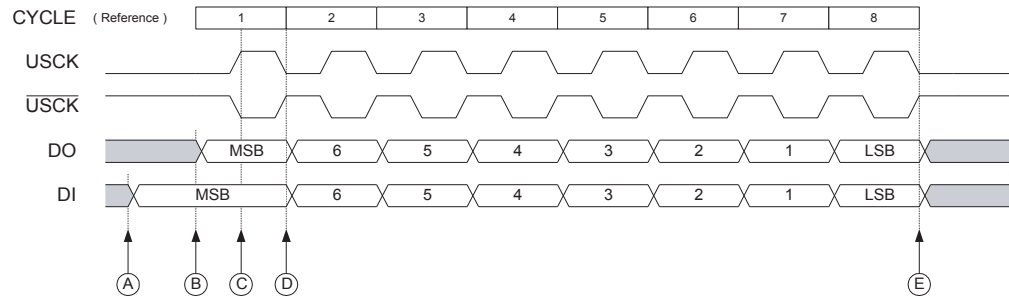 CYCLE ( Reference ) 1 2 3 4 5 6 7 8
USCK
USCK
DO MSB 6 5 4 3 2 1 LSB
DI MSB 6 5 4 3 2 1 LSB
A B C D E